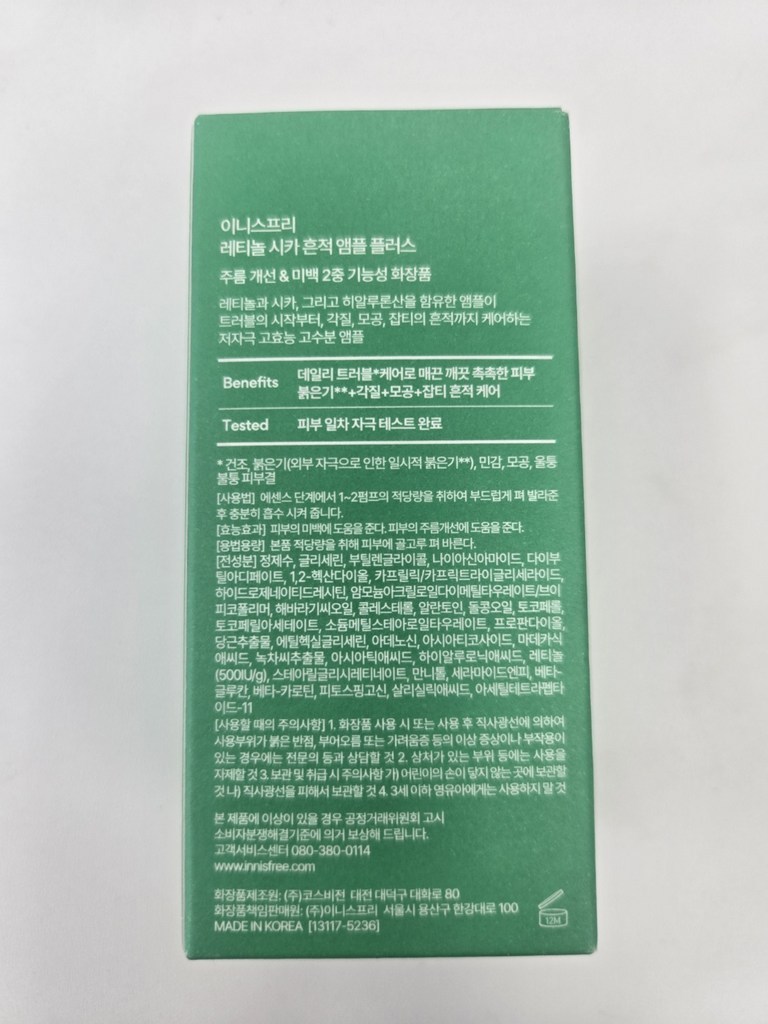 이니스프리
레티놀 시카 흔적 앰플 플러스
주름 개선 & 미백 2중 기능성 화장품
레티놀과 시카, 그리고 히알루론산을 함유한 앰플이
트러블의 시작부터, 각질, 모공, 잡티의 흔적까지 케어하는
저자극 고효능 고수분 앰플
Benefits 데일리 트러블*케어로 매끈 깨끗 촉촉한 피부
붉은기**+각질+모공+잡티 흔적 케어
Tested 피부 일차 자극 테스트 완료
* 건조, 붉은기(외부 자극으로 인한 일시적 붉은기**), 민감, 모공, 울퉁
불퉁 피부결
[사용법] 에센스 단계에서 1~2펌프의 적당량을 취하여 부드럽게 펴 발라준
후 충분히 흡수 시켜 줍니다.
[효능효과] 피부의 미백에 도움을 준다. 피부의 주름개선에 도움을 준다.
[용법용량] 본품 적당량을 취해 피부에 골고루 펴 바른다.
[전성분] 정제수, 글리세린, 부틸렌글라이콜, 나이아신아마이드, 다이부
틸아디페이트, 1,2-헥산다이올, 카프릴릭/카프릭트라이글리세라이드,
하이드로제네이티드레시틴, 암모늄아크릴로일다이메틸타우레이트/브이
피코폴리머, 해바라기씨오일, 콜레스테롤, 알란토인, 돌콩오일, 토코페롤,
토코페릴아세테이트, 소듐메틸스테아로일타우레이트, 프로판다이올,
당근추출물, 에틸헥실글리세린, 아데노신, 아시아티코사이드, 마데카식
애씨드, 녹차씨추출물, 아시아틱애씨드, 하이알루로닉애씨드, 레티놀
(500IU/g), 스테아릴글리시레티네이트, 만니톨, 세라마이드엔피, 베타-
글루칸, 베타-카로틴, 피토스핑고신, 살리실릭애씨드, 아세틸테트라펩타
이드-11
[사용할 때의 주의사항] 1. 화장품 사용 시 또는 사용 후 직사광선에 의하여
사용부위가 붉은 반점, 부어오름 또는 가려움증 등의 이상 증상이나 부작용이
있는 경우에는 전문의 등과 상담할 것 2. 상처가 있는 부위 등에는 사용을
자제할 것 3. 보관 및 취급 시 주의사항 가) 어린이의 손이 닿지 않는 곳에 보관할
것 나) 직사광선을 피해서 보관할 것 4. 3세 이하 영유아에게는 사용하지 말 것
본 제품에 이상이 있을 경우 공정거래위원회 고시
소비자분쟁해결기준에 의거 보상해 드립니다.
고객서비스센터 080-380-0114
www.innisfree.com
화장품제조원: (주)코스비전 대전 대덕구 대화로 80
화장품책임판매원: (주)이니스프리 서울시 용산구 한강대로 100
MADE IN KOREA [13117-5236]
12M